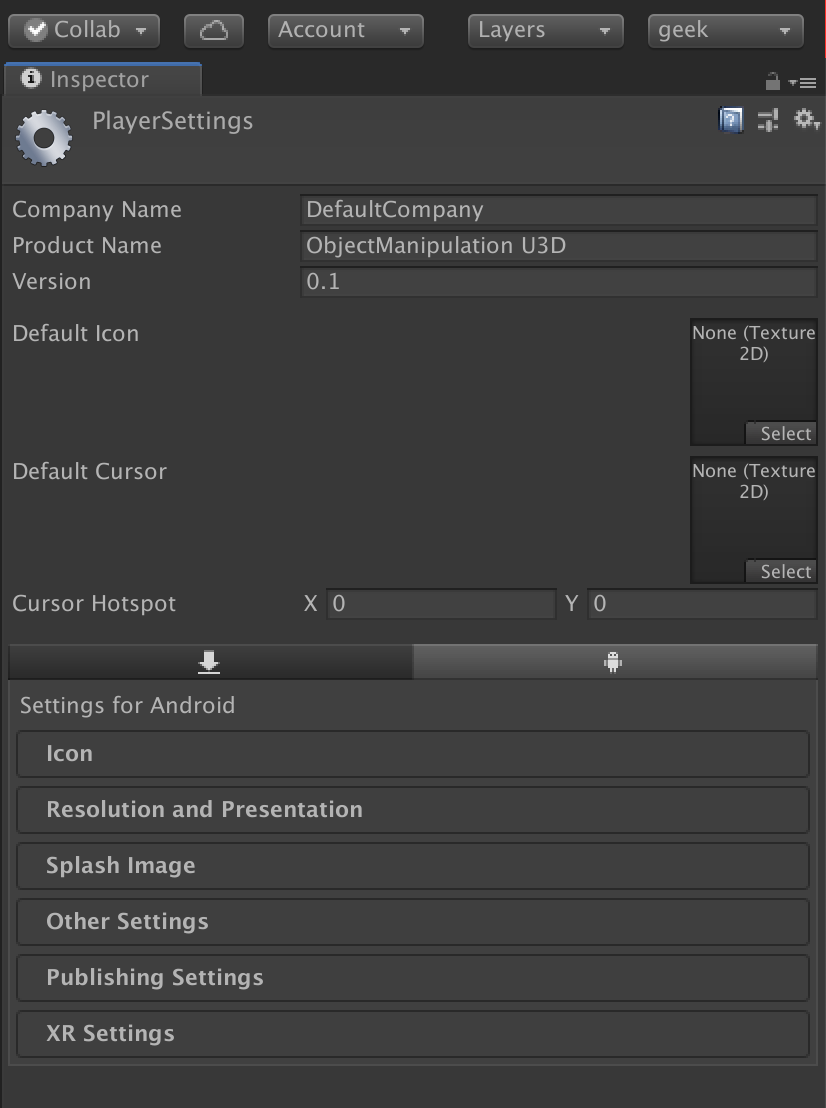 Collab Account Layers geek
Inspector
PlayerSettings
Company Name DefaultCompany
Product Name ObjectManipulation U3D
Version 0.1
Default Icon None (Texture
2D)
Select
Default Cursor None (Texture
2D)
Select
Cursor Hotspot X 0 Y 0
Settings for Android
Icon
Resolution and Presentation
Splash Image
Other Settings
Publishing Settings
XR Settings